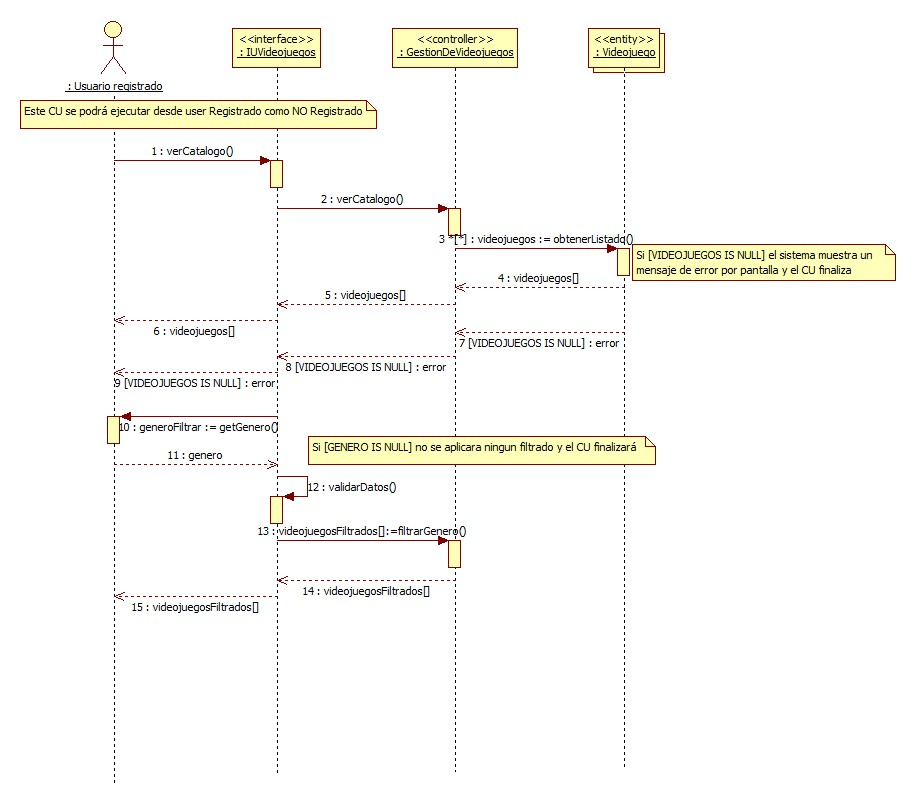 <<interface>>
: IUVideojuegos
<<controller>>
: GestionDeVideojuegos
<<entity>>
: Videojuego
: Usuario registrado
Este CU se podrá ejecutar desde user Registrado como NO Registrado
1 : verCatalogo()
2 : verCatalogo()
3 *[*] : videojuegos := obtenerListado()
Si [VIDEOJUEGOS IS NULL] el sistema muestra un
mensaje de error por pantalla y el CU finaliza
4 : videojuegos[]
5 : videojuegos[]
6 : videojuegos[]
7 [VIDEOJUEGOS IS NULL] : error
8 [VIDEOJUEGOS IS NULL] : error
9 [VIDEOJUEGOS IS NULL] : error
10 : generoFiltrar := getGenero()
Si [GENERO IS NULL] no se aplicara ningun filtrado y el CU finalizará
11 : genero
12 : validarDatos()
13 : videojuegosFiltrados[]:=filtrarGenero()
14 : videojuegosFiltrados[]
15 : videojuegosFiltrados[]